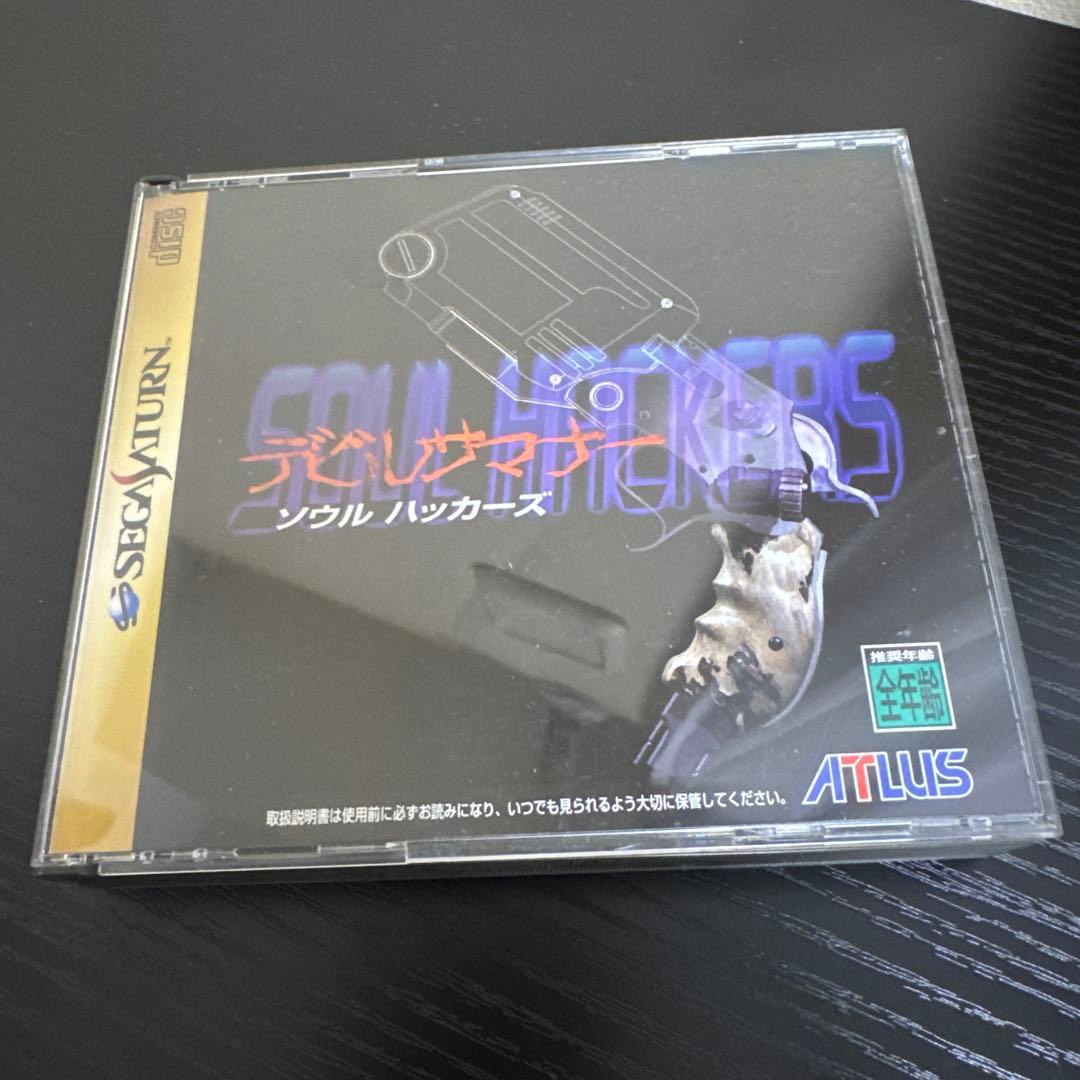 COMPACT
disc
SEGA SATURN™
SOUL HACKERS
デビルサマナー
ソウル ハッカーズ
推奨年齢
全年齢
ATLUS
取扱説明書は使用前に必ずお読みになり、いつでも見られるよう大切に保管してください。